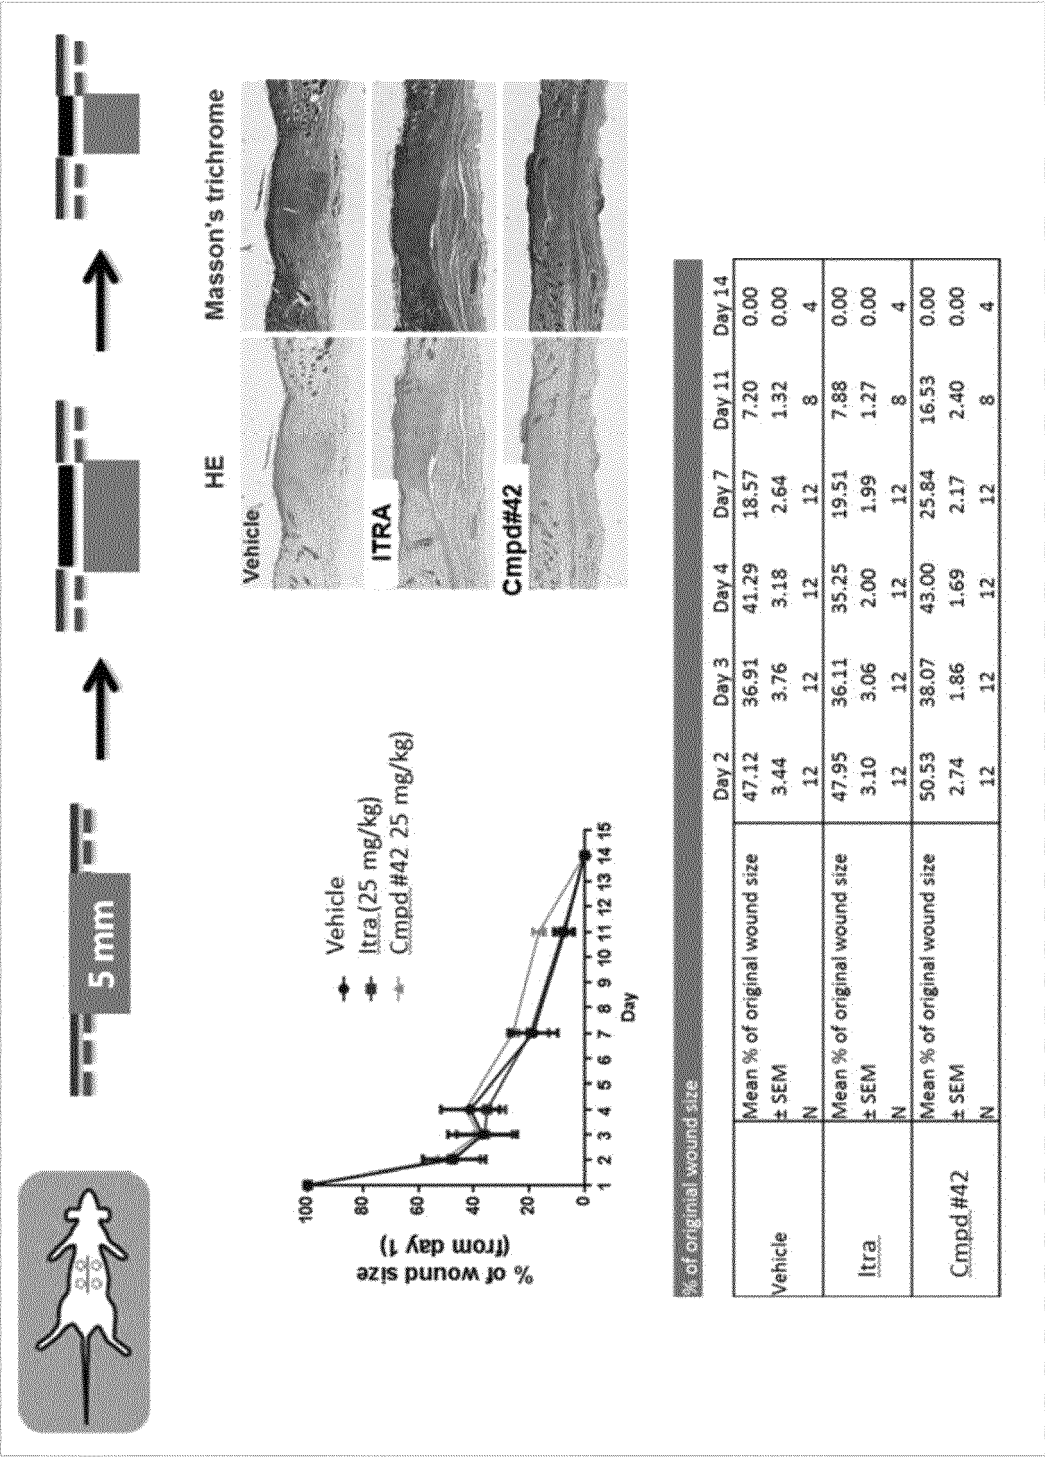 5 mm
HE
Masson's trichrome
Vehicle
ITRA
Cmpd#42
% of wound size
(from day 1)
100
80
60
40
20
0
1 2 3 4 5 6 7 8 9 10 11 12 13 14 15
Day
Vehicle
Itra (25 mg/kg)
Cmpd #42 25 mg/kg)
% of originial wound size
Day 2 Day 3 Day 4 Day 7 Day 11 Day 14
Vehicle
Mean % of original wound size 47.12 36.91 41.29 18.57 7.20 0.00
± SEM 3.44 3.76 3.18 2.64 1.32 0.00
N 12 12 12 12 8 4
Itra
Mean % of original wound size 47.95 36.11 35.25 19.51 7.88 0.00
± SEM 3.10 3.06 2.00 1.99 1.27 0.00
N 12 12 12 12 8 4
Cmpd #42
Mean % of original wound size 50.53 38.07 43.00 25.84 16.53 0.00
± SEM 2.74 1.86 1.69 2.17 2.40 0.00
N 12 12 12 12 8 4